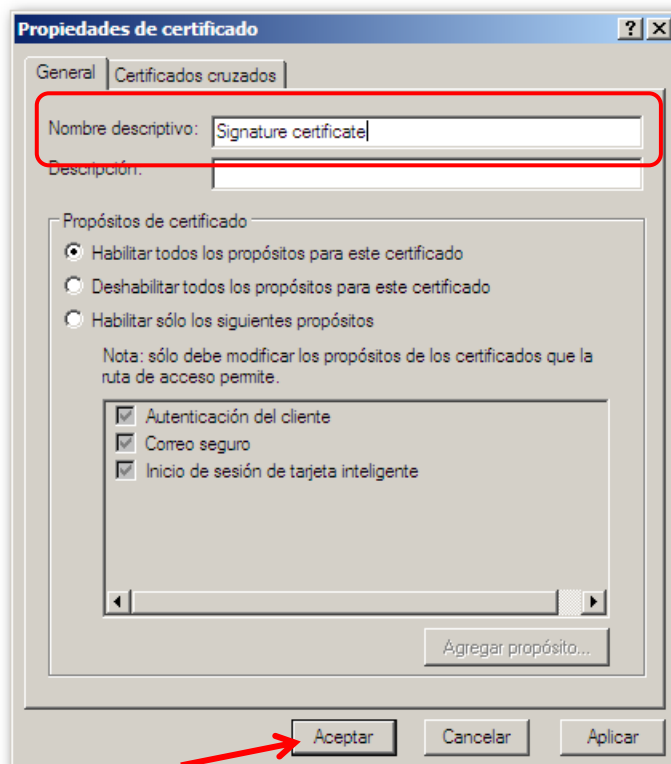 Propiedades de certificado
General Certificados cruzados
Nombre descriptivo: Signature certificate
Descripción:
Propósitos de certificado
Habilitar todos los propósitos para este certificado
Deshabilitar todos los propósitos para este certificado
Habilitar sólo los siguientes propósitos
Nota: sólo debe modificar los propósitos de los certificados que la
ruta de acceso permite.
Autenticación del cliente
Correo seguro
Inicio de sesión de tarjeta inteligente
Agregar propósito...
Aceptar Cancelar Aplicar